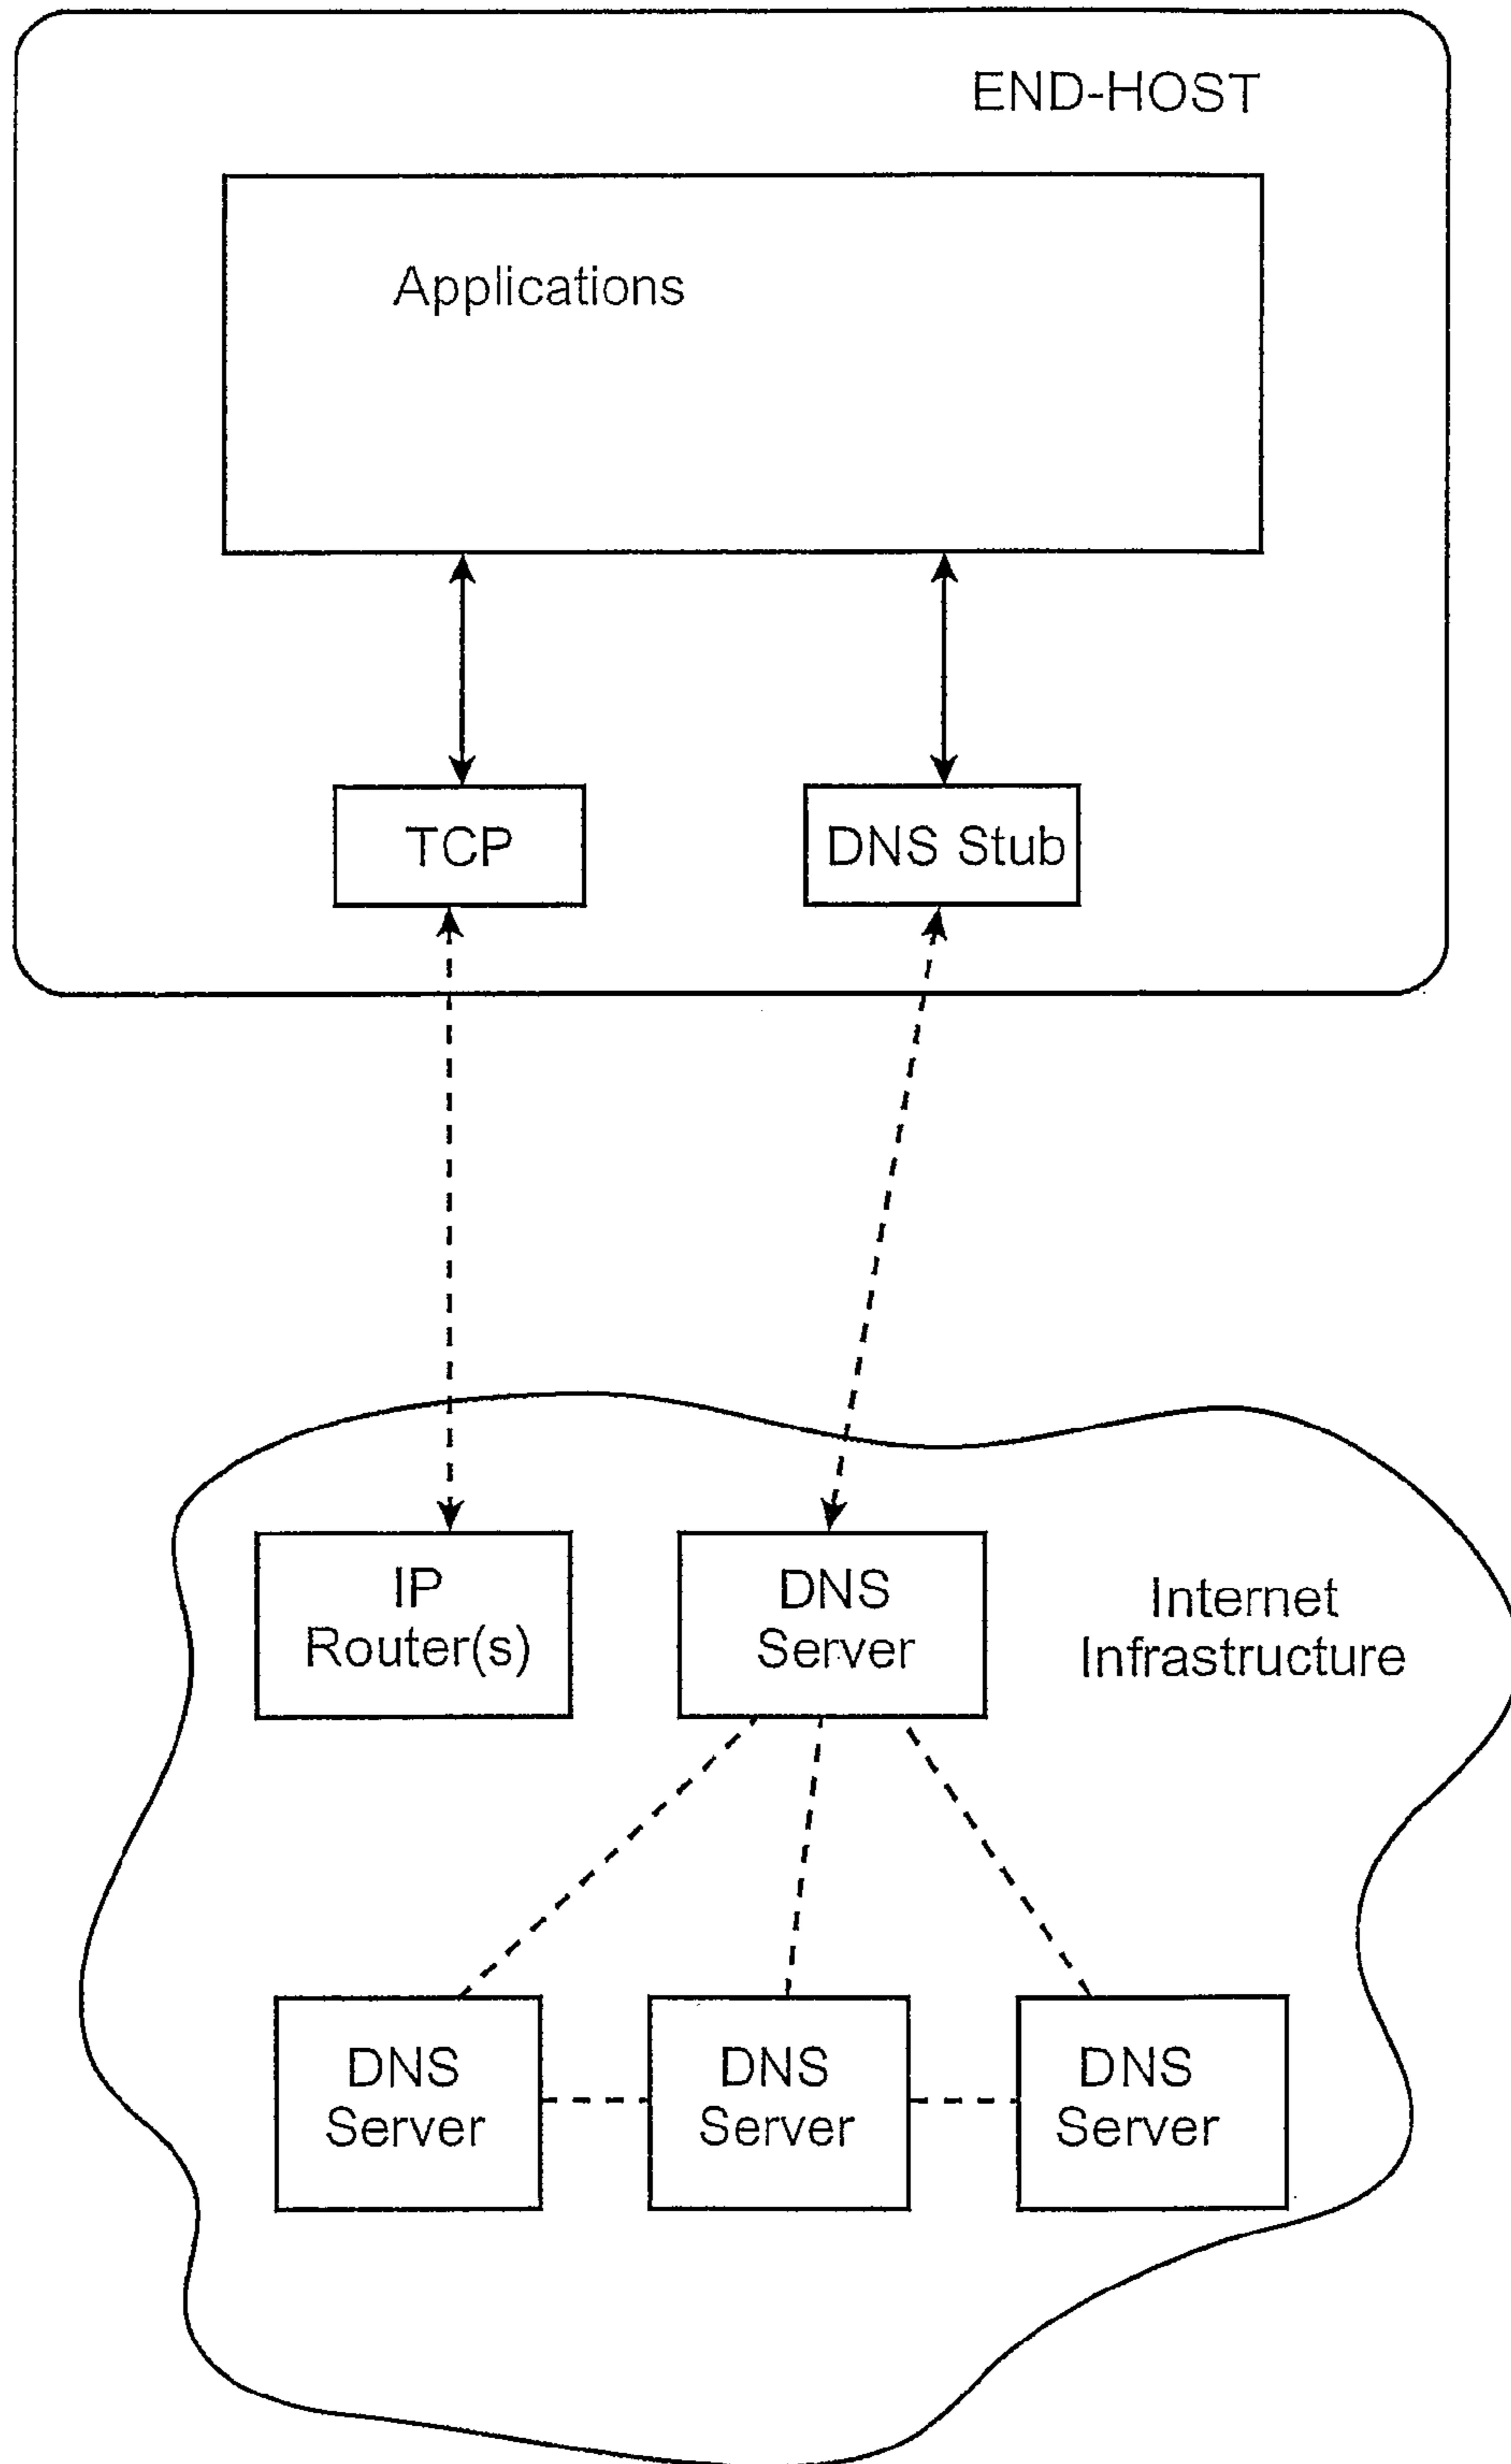 END-HOST
Applications
TCP
DNS Stub
IP
Router(s)
DNS
Server
Internet
Infrastructure
DNS
Server
DNS
Server
DNS
Server